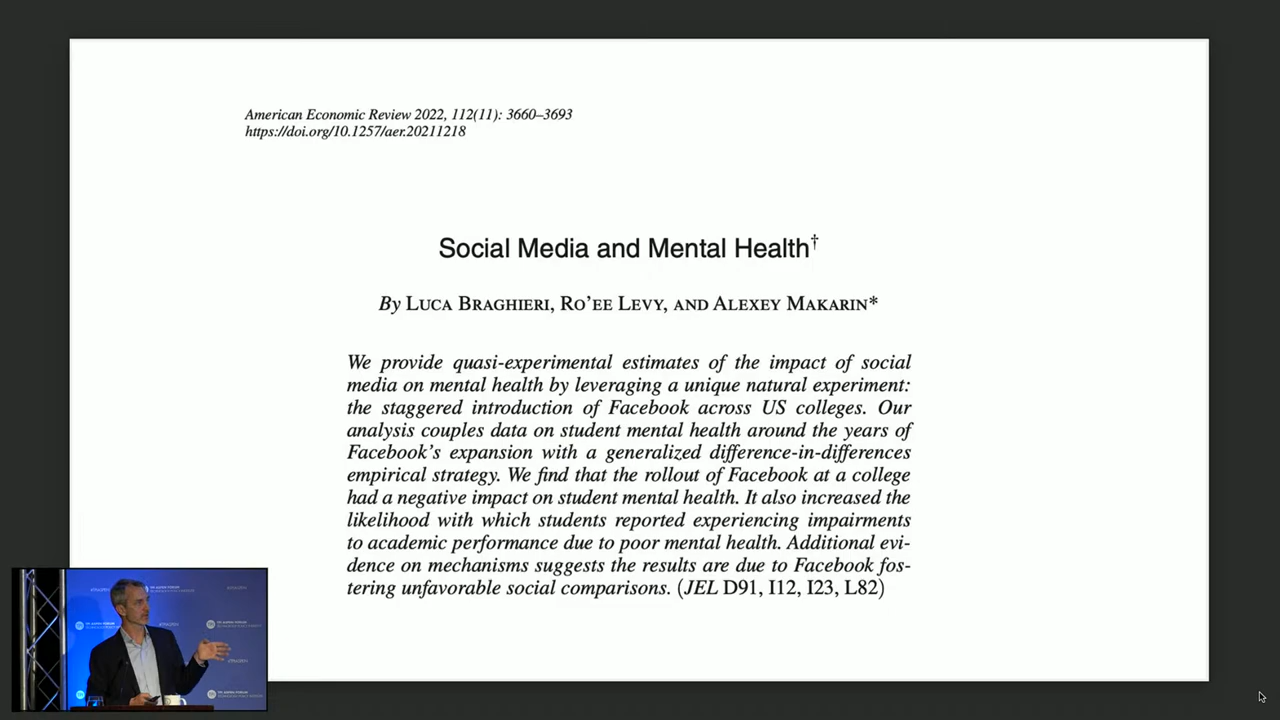 American Economic Review 2022, 112(11): 3660–3693
https://doi.org/10.1257/aer.20211218
Social Media and Mental Health†
By LUCA BRAGHIERI, RO'EE LEVY, AND ALEXEY MAKARIN*
We provide quasi-experimental estimates of the impact of social
media on mental health by leveraging a unique natural experiment:
the staggered introduction of Facebook across US colleges. Our
analysis couples data on student mental health around the years of
Facebook's expansion with a generalized difference-in-differences
empirical strategy. We find that the rollout of Facebook at a college
had a negative impact on student mental health. It also increased the
likelihood with which students reported experiencing impairments
to academic performance due to poor mental health. Additional evi-
dence on mechanisms suggests the results are due to Facebook fos-
tering unfavorable social comparisons. (JEL D91, I12, I23, L82)